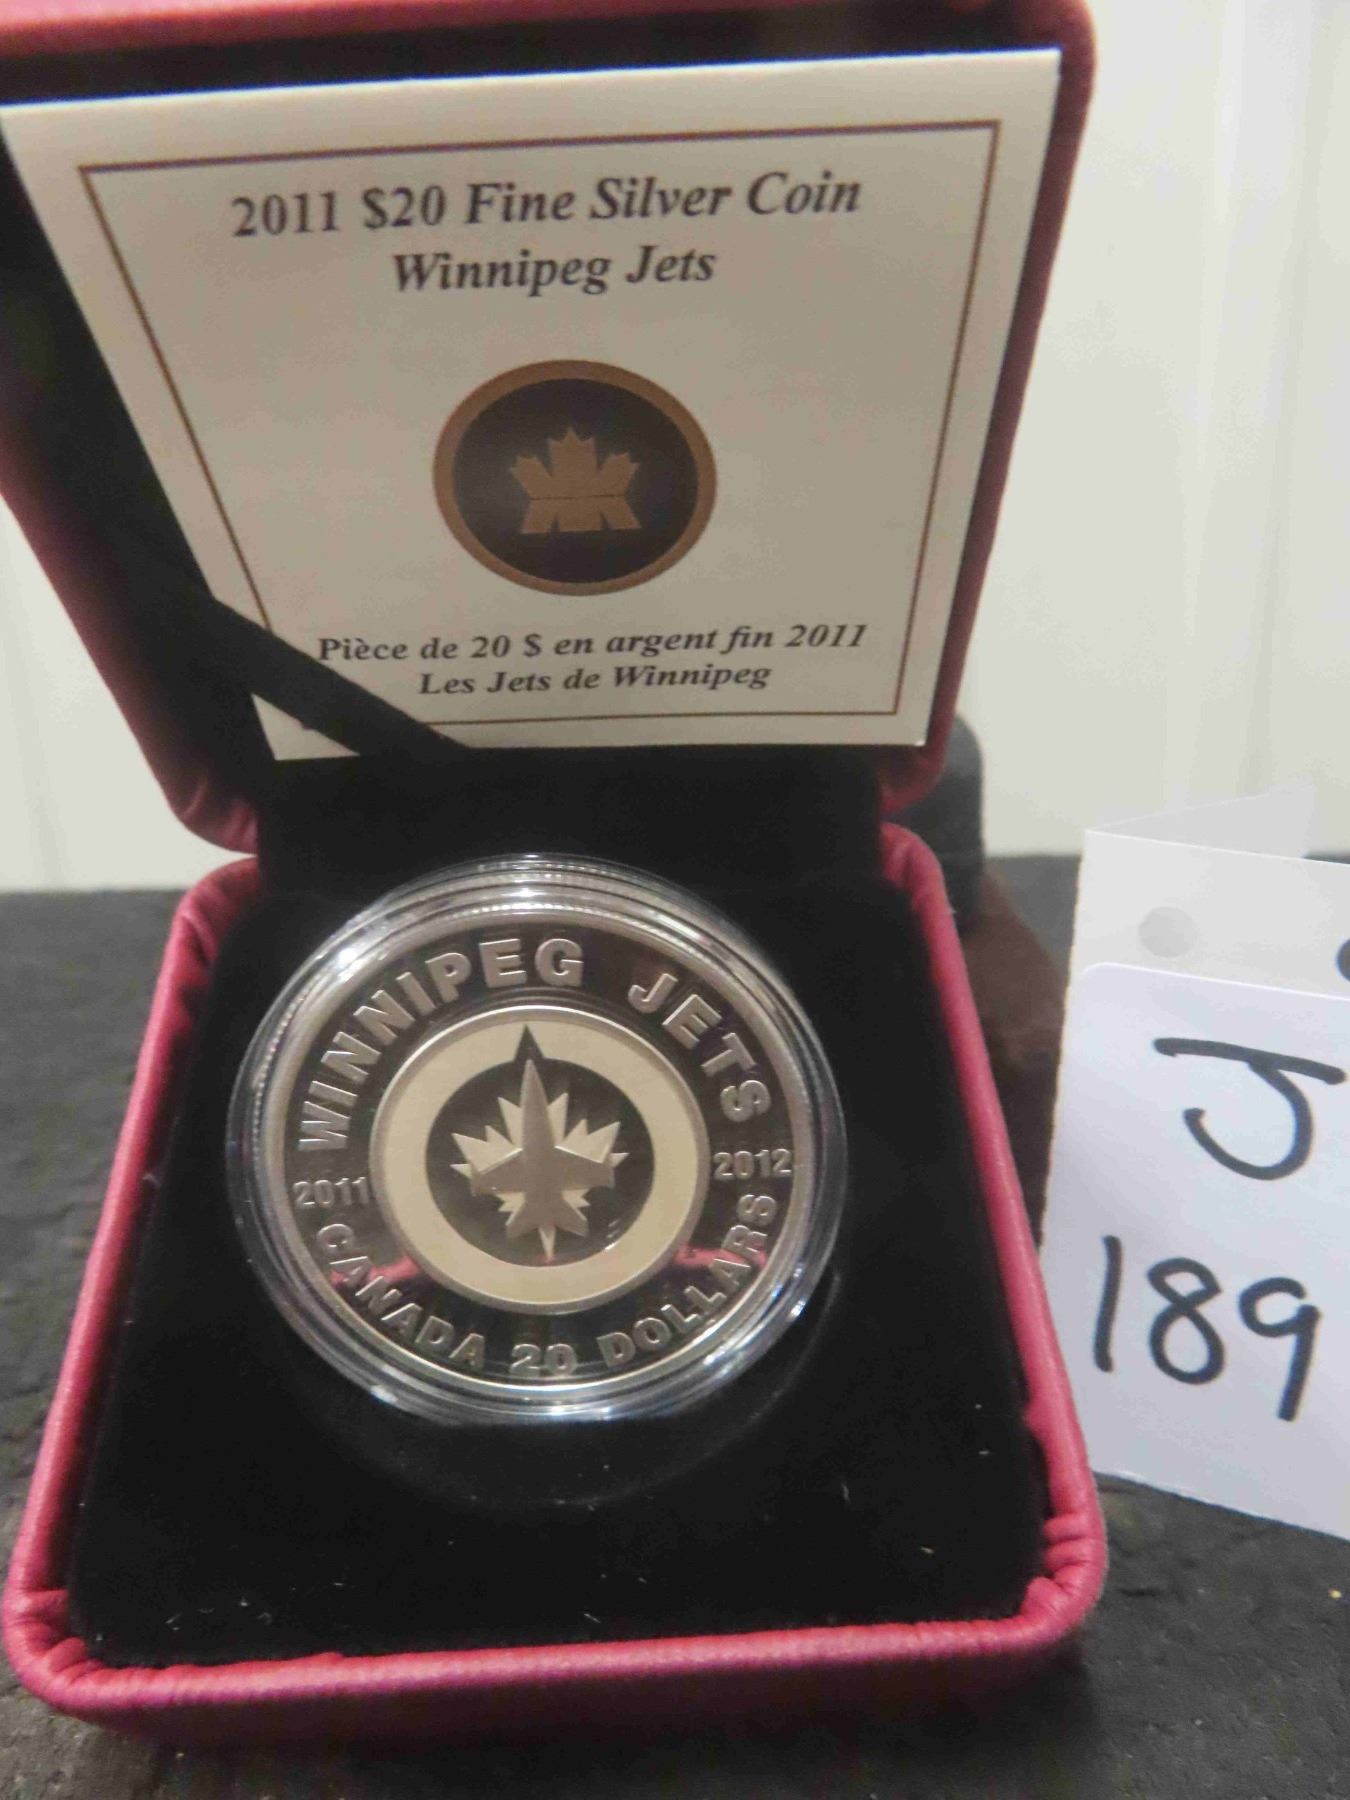 2011 $20 Fine Silver Coin
Winnipeg Jets
Pièce de 20 $ en argent fin 2011
Les Jets de Winnipeg
WINNIPEG JETS
2011 2012
CANADA 20 DOLLARS
J
189